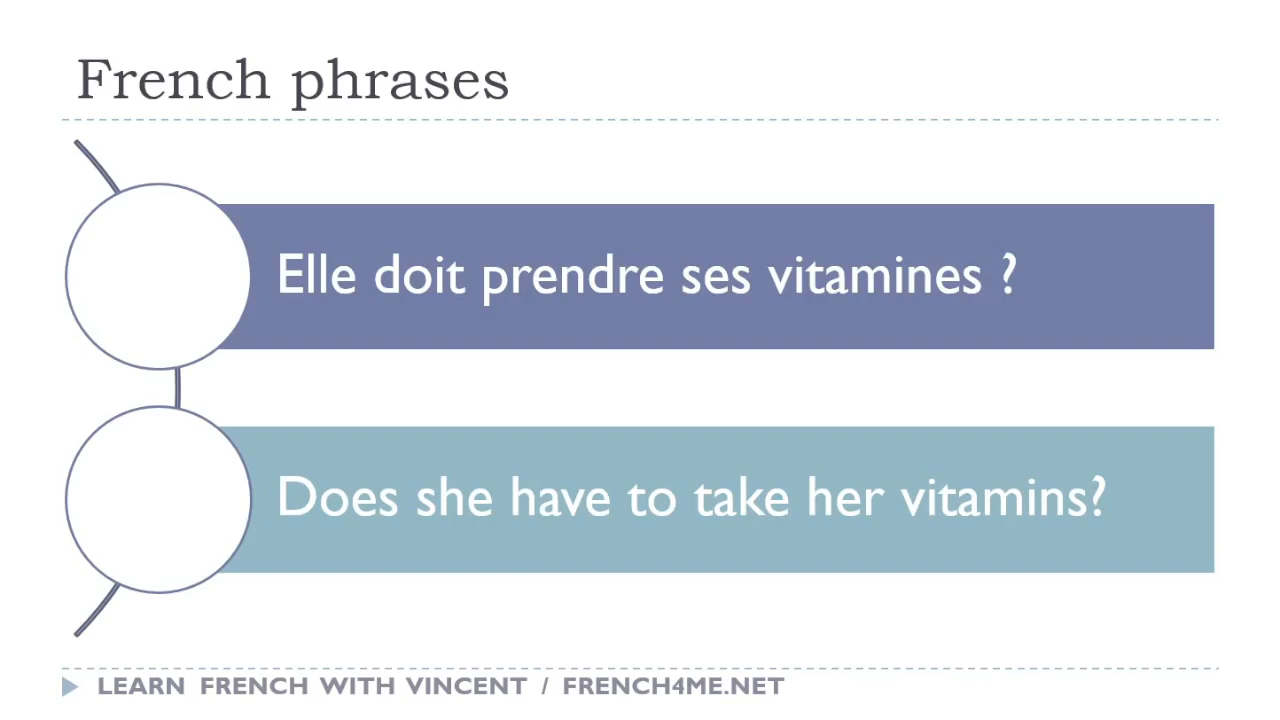 French phrases
Elle doit prendre ses vitamines ?
Does she have to take her vitamins?
LEARN FRENCH WITH VINCENT / FRENCH4ME.NET